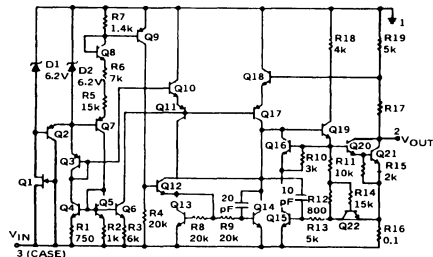 R7
1.4k
Q9
Q8
D1
6.2V
D2
6.2V
R6
7k
R5
15k
Q10
Q11
Q7
Q2
Q3
Q1
Q4
Q5
Q6
R1
750
R2
1k
R3
6k
R4
20k
VIN
3 (CASE)
Q12
Q13
R8
20k
R9
20k
20
pF
10
pF
Q14
Q15
Q16
Q17
Q18
R18
4k
R19
5k
1
R17
2
VOUT
Q19
Q20
Q21
R10
3k
R11
10k
R15
2k
R14
15k
R12
800
R13
5k
Q22
R16
0.1